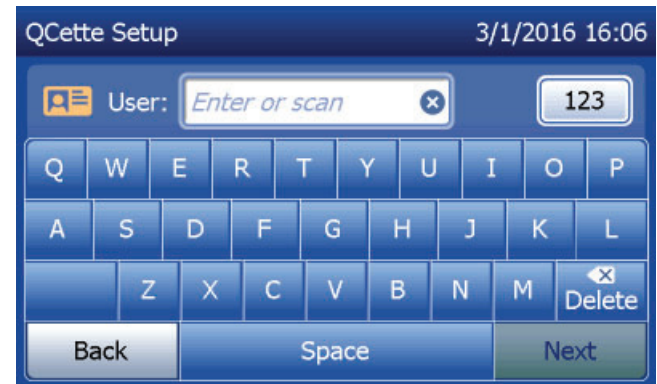 QCette Setup 3/1/2016 16:06
User: Enter or scan 123
Q W E R T Y U I O P
A S D F G H J K L
Z X C V B N M Delete
Back Space Next